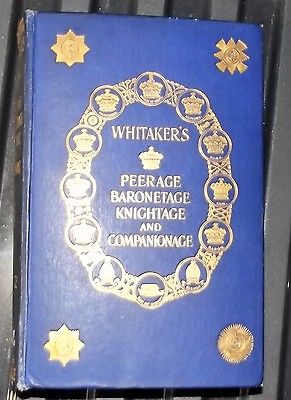 WHITAKER'S
PEERAGE
BARONETAGE
KNIGHTAGE
AND
COMPANIONAGE